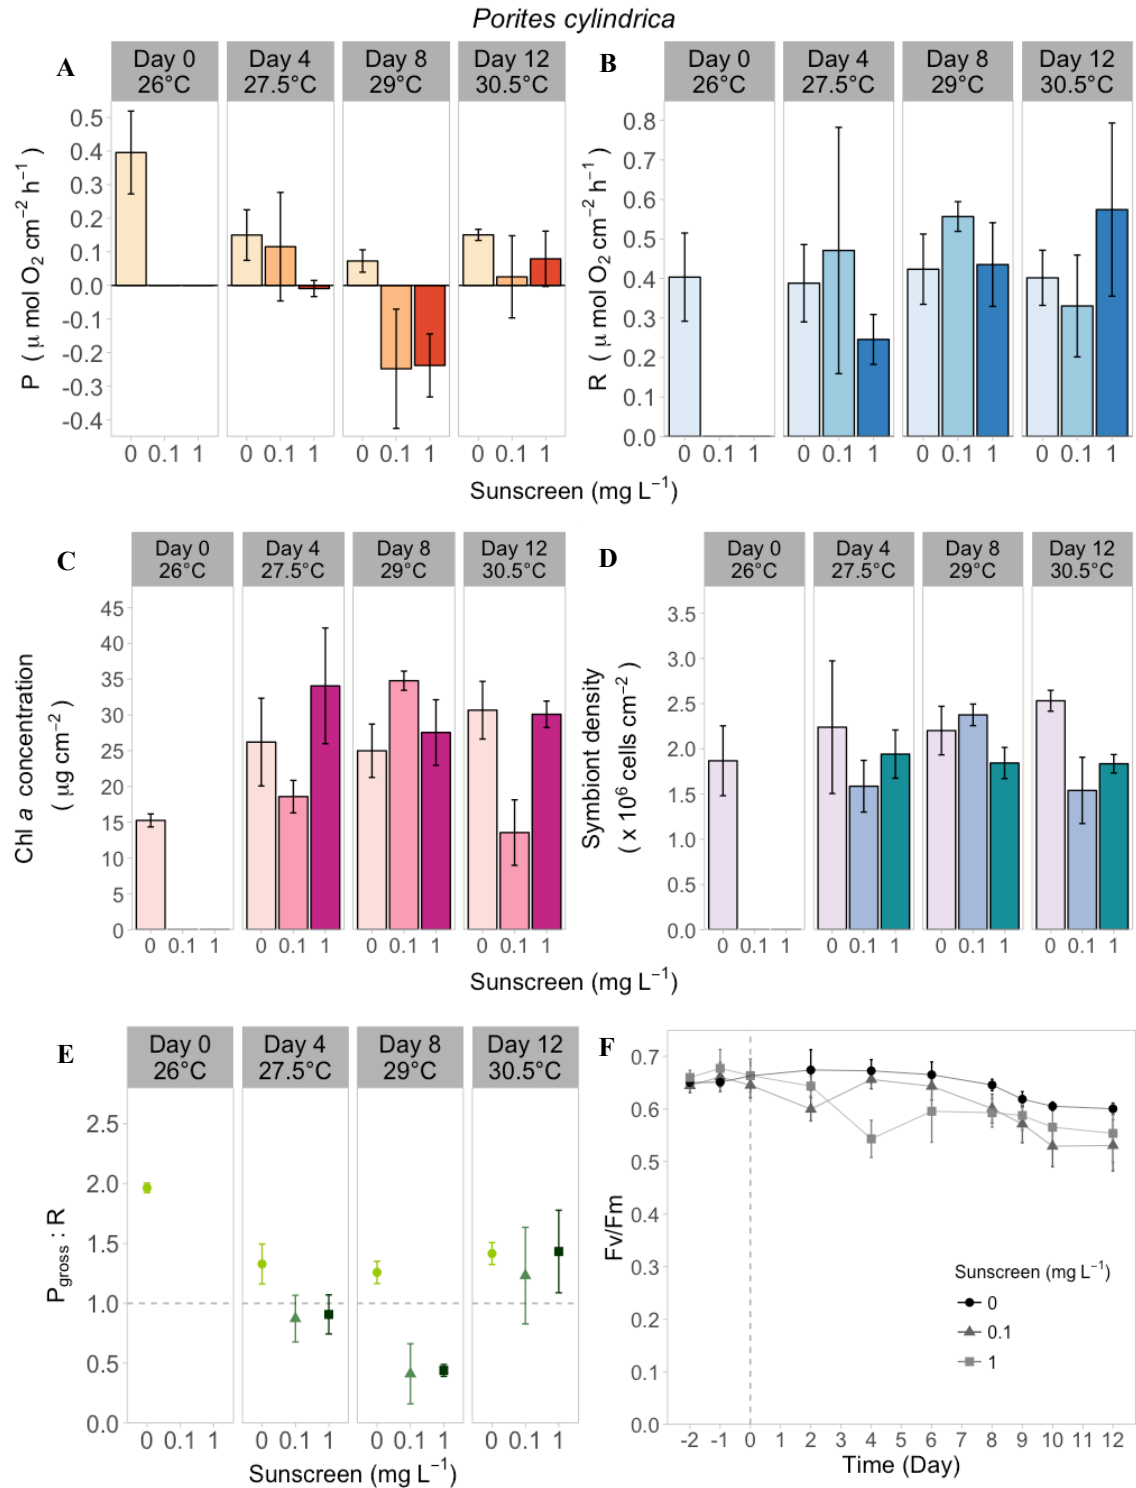 Porites cylindrica
A
Day 0
26°C
Day 4
27.5°C
Day 8
29°C
Day 12
30.5°C
P ( μ mol O₂ cm⁻² h⁻¹ )
0.5
0.4
0.3
0.2
0.1
0.0
-0.1
-0.2
-0.3
-0.4
0 0.1 1
0 0.1 1
0 0.1 1
0 0.1 1
B
Day 0
26°C
Day 4
27.5°C
Day 8
29°C
Day 12
30.5°C
R ( μ mol O₂ cm⁻² h⁻¹ )
0.8
0.7
0.6
0.5
0.4
0.3
0.2
0.1
0.0
0 0.1 1
0 0.1 1
0 0.1 1
0 0.1 1
Sunscreen (mg L⁻¹)
C
Day 0
26°C
Day 4
27.5°C
Day 8
29°C
Day 12
30.5°C
Chl a concentration
( μg cm⁻² )
45
40
35
30
25
20
15
10
5
0
0 0.1 1
0 0.1 1
0 0.1 1
0 0.1 1
D
Day 0
26°C
Day 4
27.5°C
Day 8
29°C
Day 12
30.5°C
Symbiont density
( x 10⁶ cells cm⁻² )
3.5
3.0
2.5
2.0
1.5
1.0
0.5
0.0
0 0.1 1
0 0.1 1
0 0.1 1
0 0.1 1
Sunscreen (mg L⁻¹)
E
Day 0
26°C
Day 4
27.5°C
Day 8
29°C
Day 12
30.5°C
P gross : R
2.5
2.0
1.5
1.0
0.5
0.0
0 0.1 1
0 0.1 1
0 0.1 1
0 0.1 1
Sunscreen (mg L⁻¹)
F
Fv/Fm
0.7
0.6
0.5
0.4
0.3
0.2
0.1
0.0
Sunscreen (mg L⁻¹)
0
0.1
1
-2 -1 0 1 2 3 4 5 6 7 8 9 10 11 12
Time (Day)